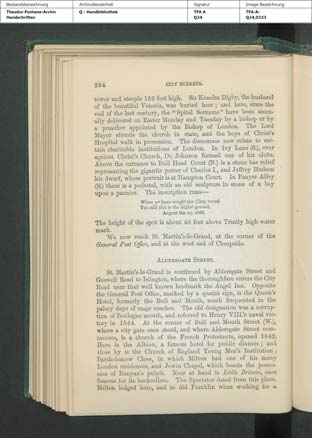 Bestandsbezeichnung Archivalieneinheit Signatur Image-Bezeichnung
Theodor-Fontane-Archiv Q - Handbibliothek TFA A TFA-A-
Handschriften Q24 Q24,0333
294 CITY STREETS.
tower and steeple 153 feet high. Sir Kenelm Digby, the husband
of the beautiful Venetia, was buried here; and here, since the
end of the last century, the "Spital Sermons" have been annu-
ally delivered on Easter Monday and Tuesday by a bishop or by
a preacher appointed by the Bishop of London. The Lord
Mayor attends the church in state, and the boys of Christ's
Hospital walk in procession. The discourses now relate to cer-
tain charitable institutions of London. In Ivy Lane (S.), over
against Christ's Church, Dr. Johnson formed one of his clubs.
Above the entrance to Bull Head Court (N.) is a stone bas relief
representing the gigantic porter of Charles I., and Jeffrey Hudson
his dwarf, whose portrait is at Hampton Court. In Panyer Alley
(S.) there is a pedestal, with an old sculpture in stone of a boy
upon a pannier. The inscription runs—
When ye have sought the City round
Yet still this is the highest ground.
August the 27, 1688.
The height of the spot is about 48 feet above Trinity high-water
mark.
We now reach St. Martin's-le-Grand, at the corner of the
General Post Office, and at the west end of Cheapside.
ALDERSGATE STREET.
St. Martin's-le-Grand is continued by Aldersgate Street and
Goswell Road to Islington, where the thoroughfare enters the City
Road near that well known landmark the Angel Inn. Opposite
the General Post Office, marked by a quaint sign, is the Queen's
Hotel, formerly the Bull and Mouth, much frequented in the
palmy days of stage coaches. The old designation was a corrup-
tion of Boulogne mouth, and referred to Henry VIII.'s naval vic-
tory in 1544. At the corner of Bull and Mouth Street (W.),
where a city gate once stood, and where Aldersgate Street com-
mences, is a church of the French Protestants, opened 1842.
Here is the Albion, a famous hotel for public dinners; and
close by is the Church of England Young Men's Institution;
Bartholomew Close, in which Milton had one of his many
London residences, and Jewin Chapel, which boasts the posses-
sion of Bunyan's pulpit. Near at hand is Little Britain, once
famous for its booksellers. The Spectator dated from this place.
Milton lodged here, and so did Franklin when working for a